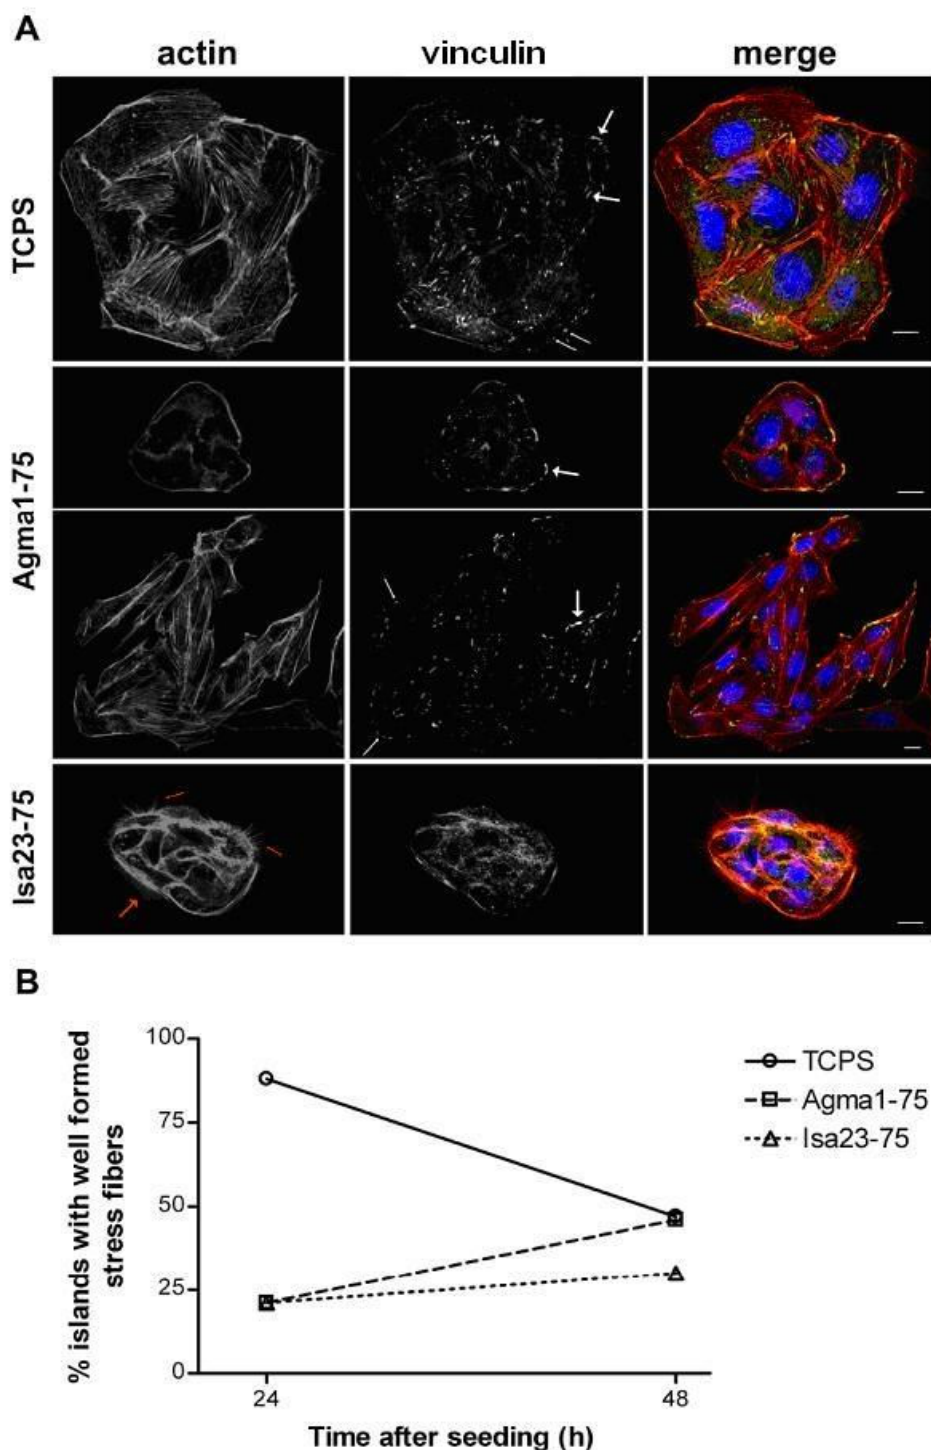 A
actin vinculin merge
TCPS
Agma1-75
Isa23-75
B
% islands with well formed
stress fibers
100
75
50
25
0
24 48
Time after seeding (h)
TCPS
Agma1-75
Isa23-75